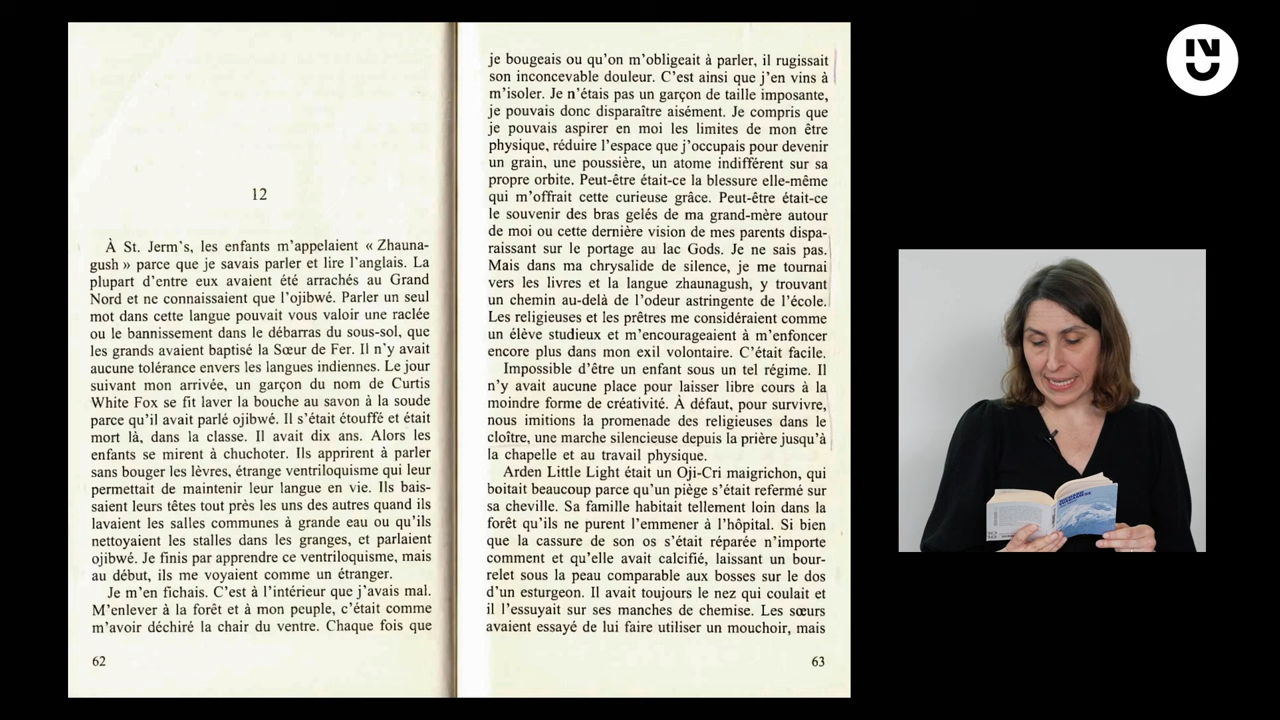 12
À St. Jerm's, les enfants m'appelaient « Zhauna-
gush » parce que je savais parler et lire l'anglais. La
plupart d'entre eux avaient été arrachés au Grand
Nord et ne connaissaient que l'ojibwé. Parler un seul
mot dans cette langue pouvait vous valoir une raclée
ou le bannissement dans le débarras du sous-sol, que
les grands avaient baptisé la Sœur de Fer. Il n'y avait
aucune tolérance envers les langues indiennes. Le jour
suivant mon arrivée, un garçon du nom de Curtis
White Fox se fit laver la bouche au savon à la soude
parce qu'il avait parlé ojibwé. Il s'était étouffé et était
mort là, dans la classe. Il avait dix ans. Alors les
enfants se mirent à chuchoter. Ils apprirent à parler
sans bouger les lèvres, étrange ventriloquisme qui leur
permettait de maintenir leur langue en vie. Ils bais-
saient leurs têtes tout près les uns des autres quand ils
lavaient les salles communes à grande eau ou qu'ils
nettoyaient les stalles dans les granges, et parlaient
ojibwé. Je finis par apprendre ce ventriloquisme, mais
au début, ils me voyaient comme un étranger.
Je m'en fichais. C'est à l'intérieur que j'avais mal.
M'enlever à la forêt et à mon peuple, c'était comme
m'avoir déchiré la chair du ventre. Chaque fois que
62
je bougeais ou qu'on m'obligeait à parler, il rugissait
son inconcevable douleur. C'est ainsi que j'en vins à
m'isoler. Je n'étais pas un garçon de taille imposante,
je pouvais donc disparaître aisément. Je compris que
je pouvais aspirer en moi les limites de mon être
physique, réduire l'espace que j'occupais pour devenir
un grain, une poussière, un atome indifférent sur sa
propre orbite. Peut-être était-ce la blessure elle-même
qui m'offrait cette curieuse grâce. Peut-être était-ce
le souvenir des bras gelés de ma grand-mère autour
de moi ou cette dernière vision de mes parents dispa-
raissant sur le portage au lac Gods. Je ne sais pas.
Mais dans ma chrysalide de silence, je me tournai
vers les livres et la langue zhaunagush, y trouvant
un chemin au-delà de l'odeur astringente de l'école.
Les religieuses et les prêtres me considéraient comme
un élève studieux et m'encourageaient à m'enfoncer
encore plus dans mon exil volontaire. C'était facile.
Impossible d'être un enfant sous un tel régime. Il
n'y avait aucune place pour laisser libre cours à la
moindre forme de créativité. À défaut, pour survivre,
nous imitions la promenade des religieuses dans le
cloître, une marche silencieuse depuis la prière jusqu'à
la chapelle et au travail physique.
Arden Little Light était un Oji-Cri maigrichon, qui
boitait beaucoup parce qu'un piège s'était refermé sur
sa cheville. Sa famille habitait tellement loin dans la
forêt qu'ils ne purent l'emmener à l'hôpital. Si bien
que la cassure de son os s'était réparée n'importe
comment et qu'elle avait calcifié, laissant un bour-
relet sous la peau comparable aux bosses sur le dos
d'un esturgeon. Il avait toujours le nez qui coulait et
il l'essuyait sur ses manches de chemise. Les sœurs
avaient essayé de lui faire utiliser un mouchoir, mais
63